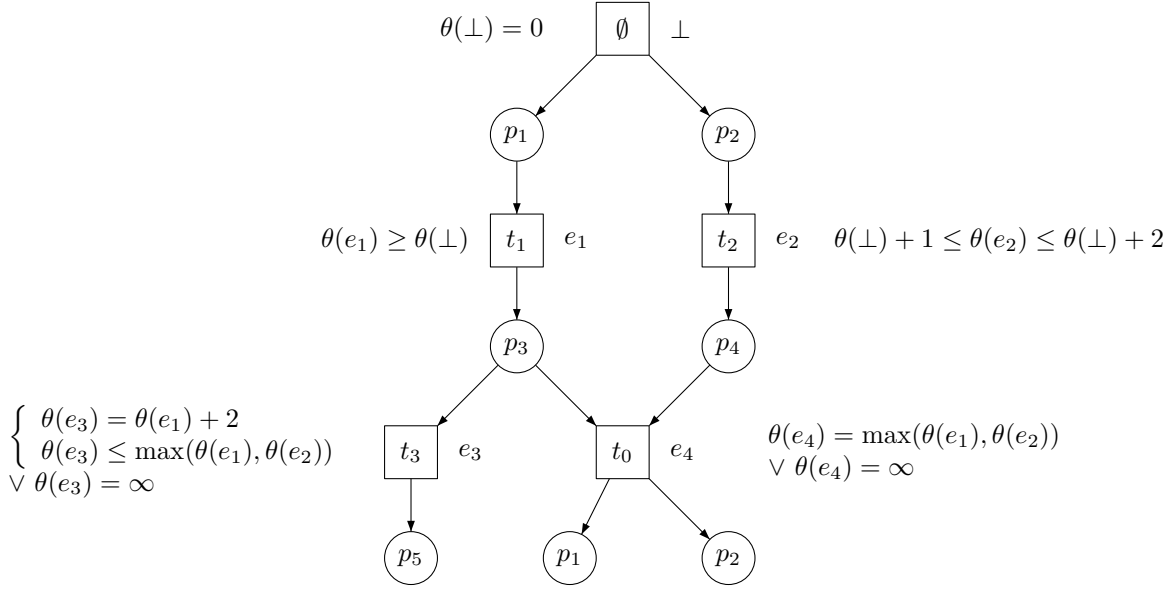 θ(⊥) = 0 ∅ ⊥
p₁ p₂
θ(e₁) ≥ θ(⊥) t₁ e₁ t₂ e₂ θ(⊥) + 1 ≤ θ(e₂) ≤ θ(⊥) + 2
p₃ p₄
{ θ(e₃) = θ(e₁) + 2
θ(e₃) ≤ max(θ(e₁), θ(e₂))
∨ θ(e₃) = ∞
t₃ e₃ t₀ e₄
θ(e₄) = max(θ(e₁), θ(e₂))
∨ θ(e₄) = ∞
p₅ p₁ p₂